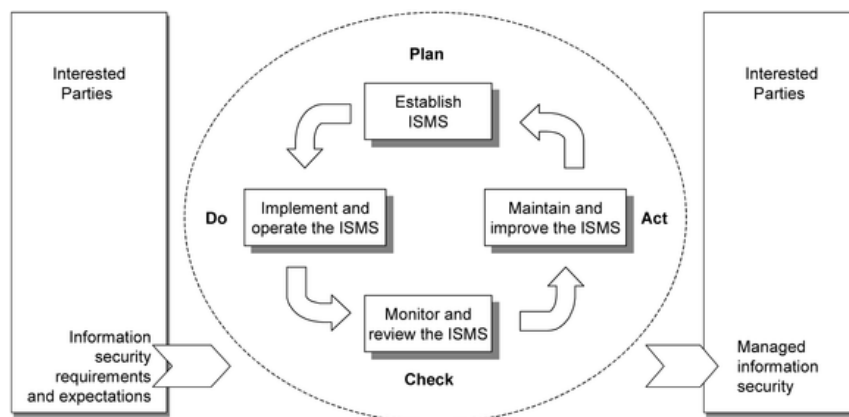 Interested
Parties
Information
security
requirements
and expectations
Plan
Establish
ISMS
Do
Implement and
operate the ISMS
Maintain and
improve the ISMS
Act
Monitor and
review the ISMS
Check
Interested
Parties
Managed
information
security